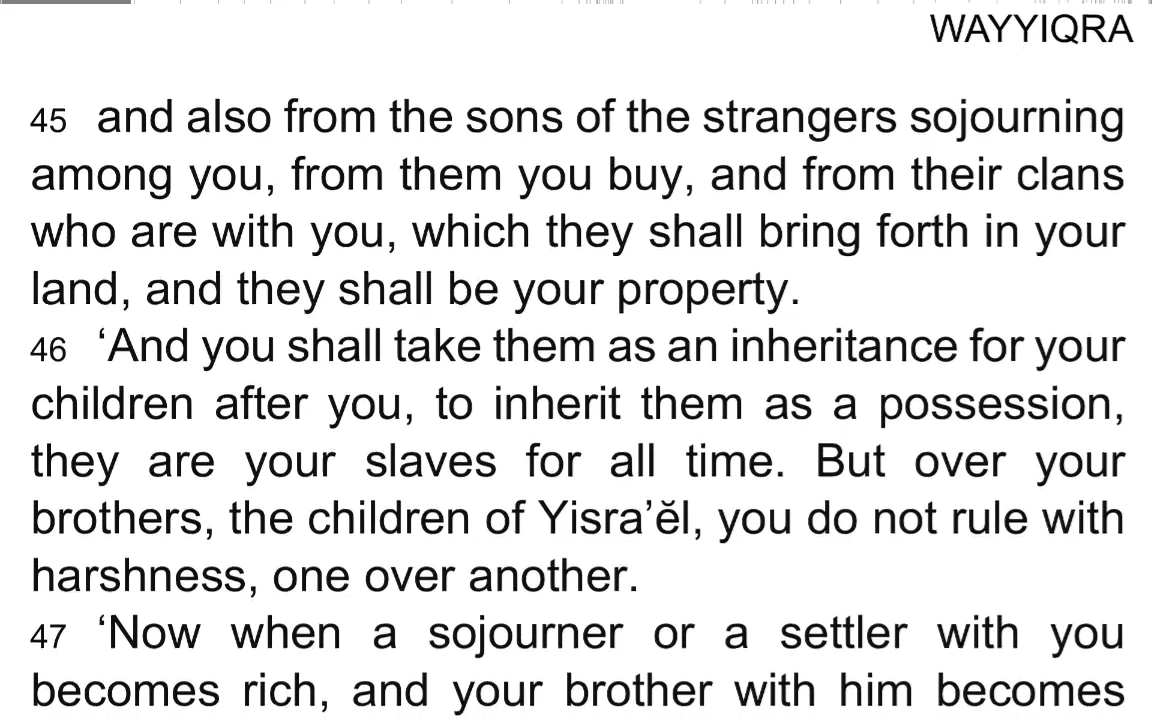 WAYYIQRA
45 and also from the sons of the strangers sojourning
among you, from them you buy, and from their clans
who are with you, which they shall bring forth in your
land, and they shall be your property.
46 ‘And you shall take them as an inheritance for your
children after you, to inherit them as a possession,
they are your slaves for all time. But over your
brothers, the children of Yisra’ĕl, you do not rule with
harshness, one over another.
47 ‘Now when a sojourner or a settler with you
becomes rich, and your brother with him becomes